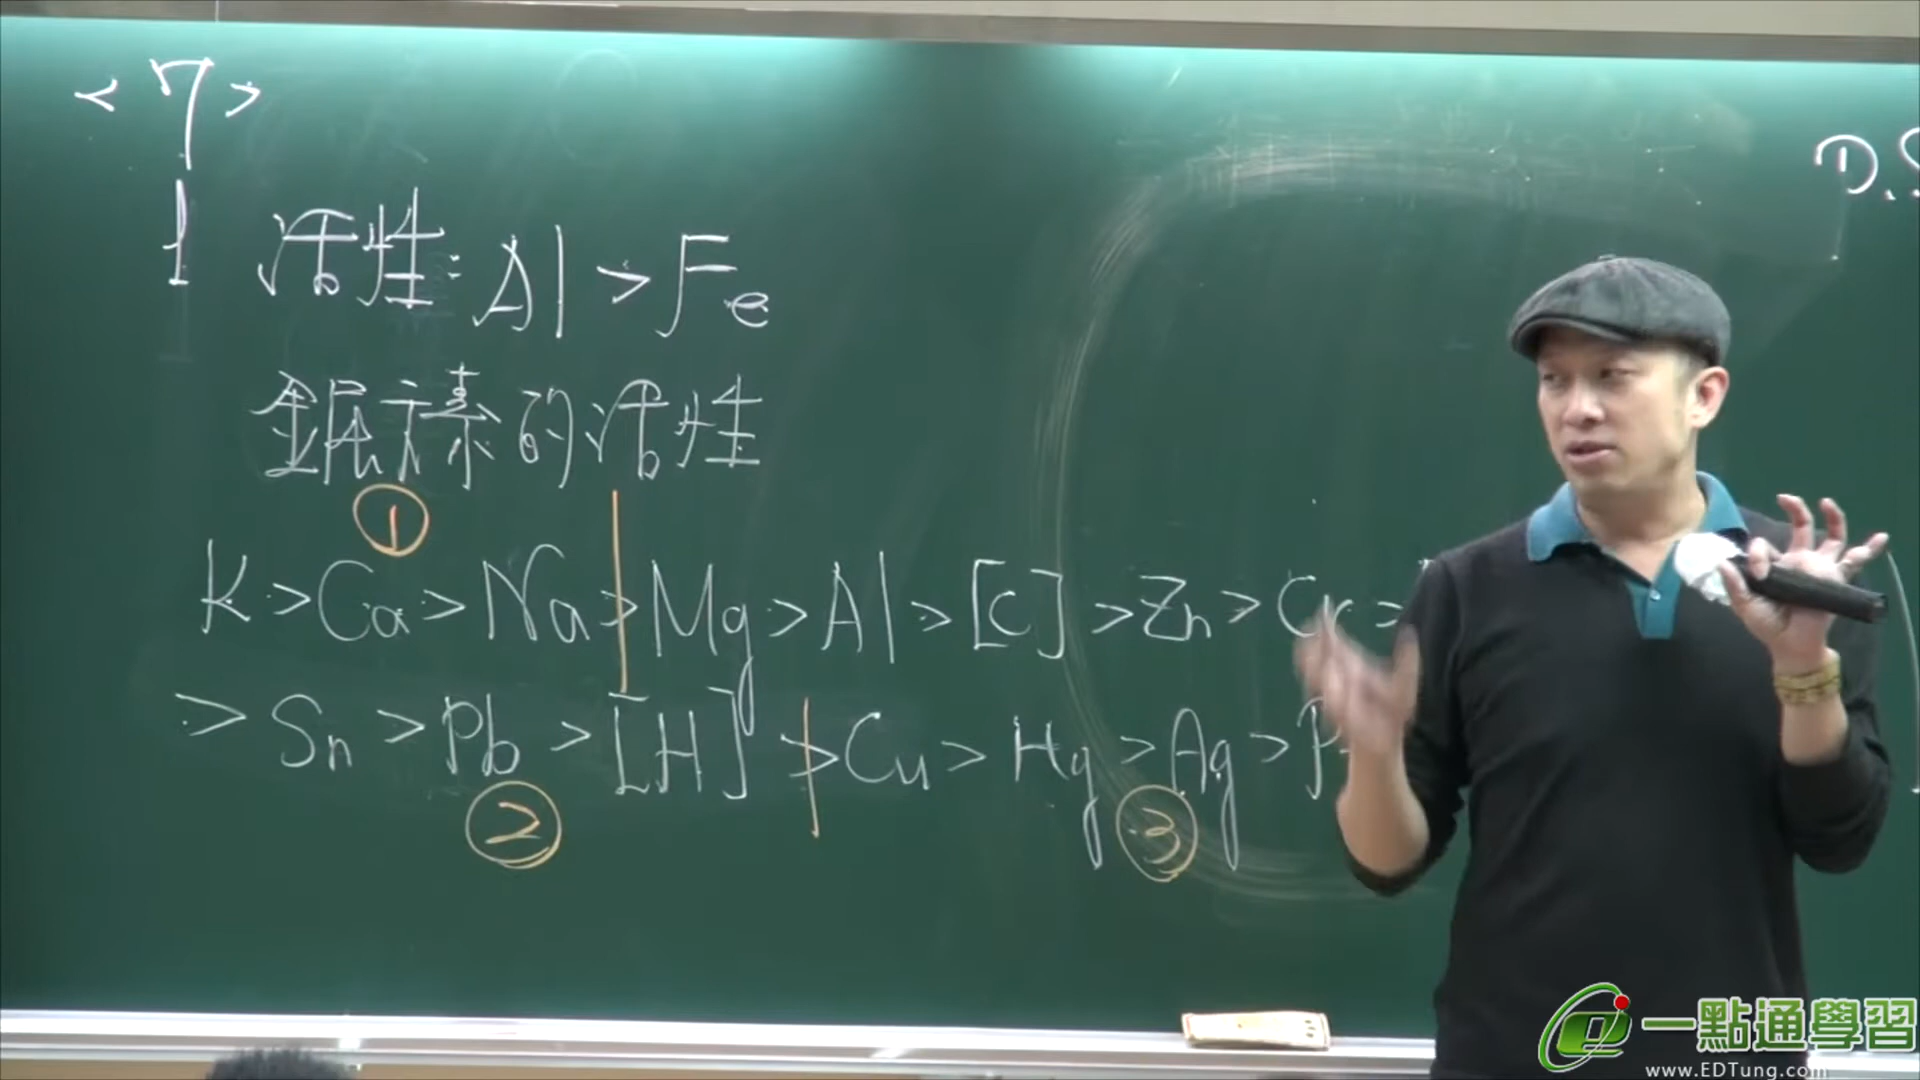 <7>
D.
1 活性：Al > Fe
金属元素的活性
①
K > Ca > Na > Mg > Al > [C] > Zn > Cr >
> Sn > Pb > [H] > Cu > Hg > Ag >
② ③
一點通學習
www.EDTung.com